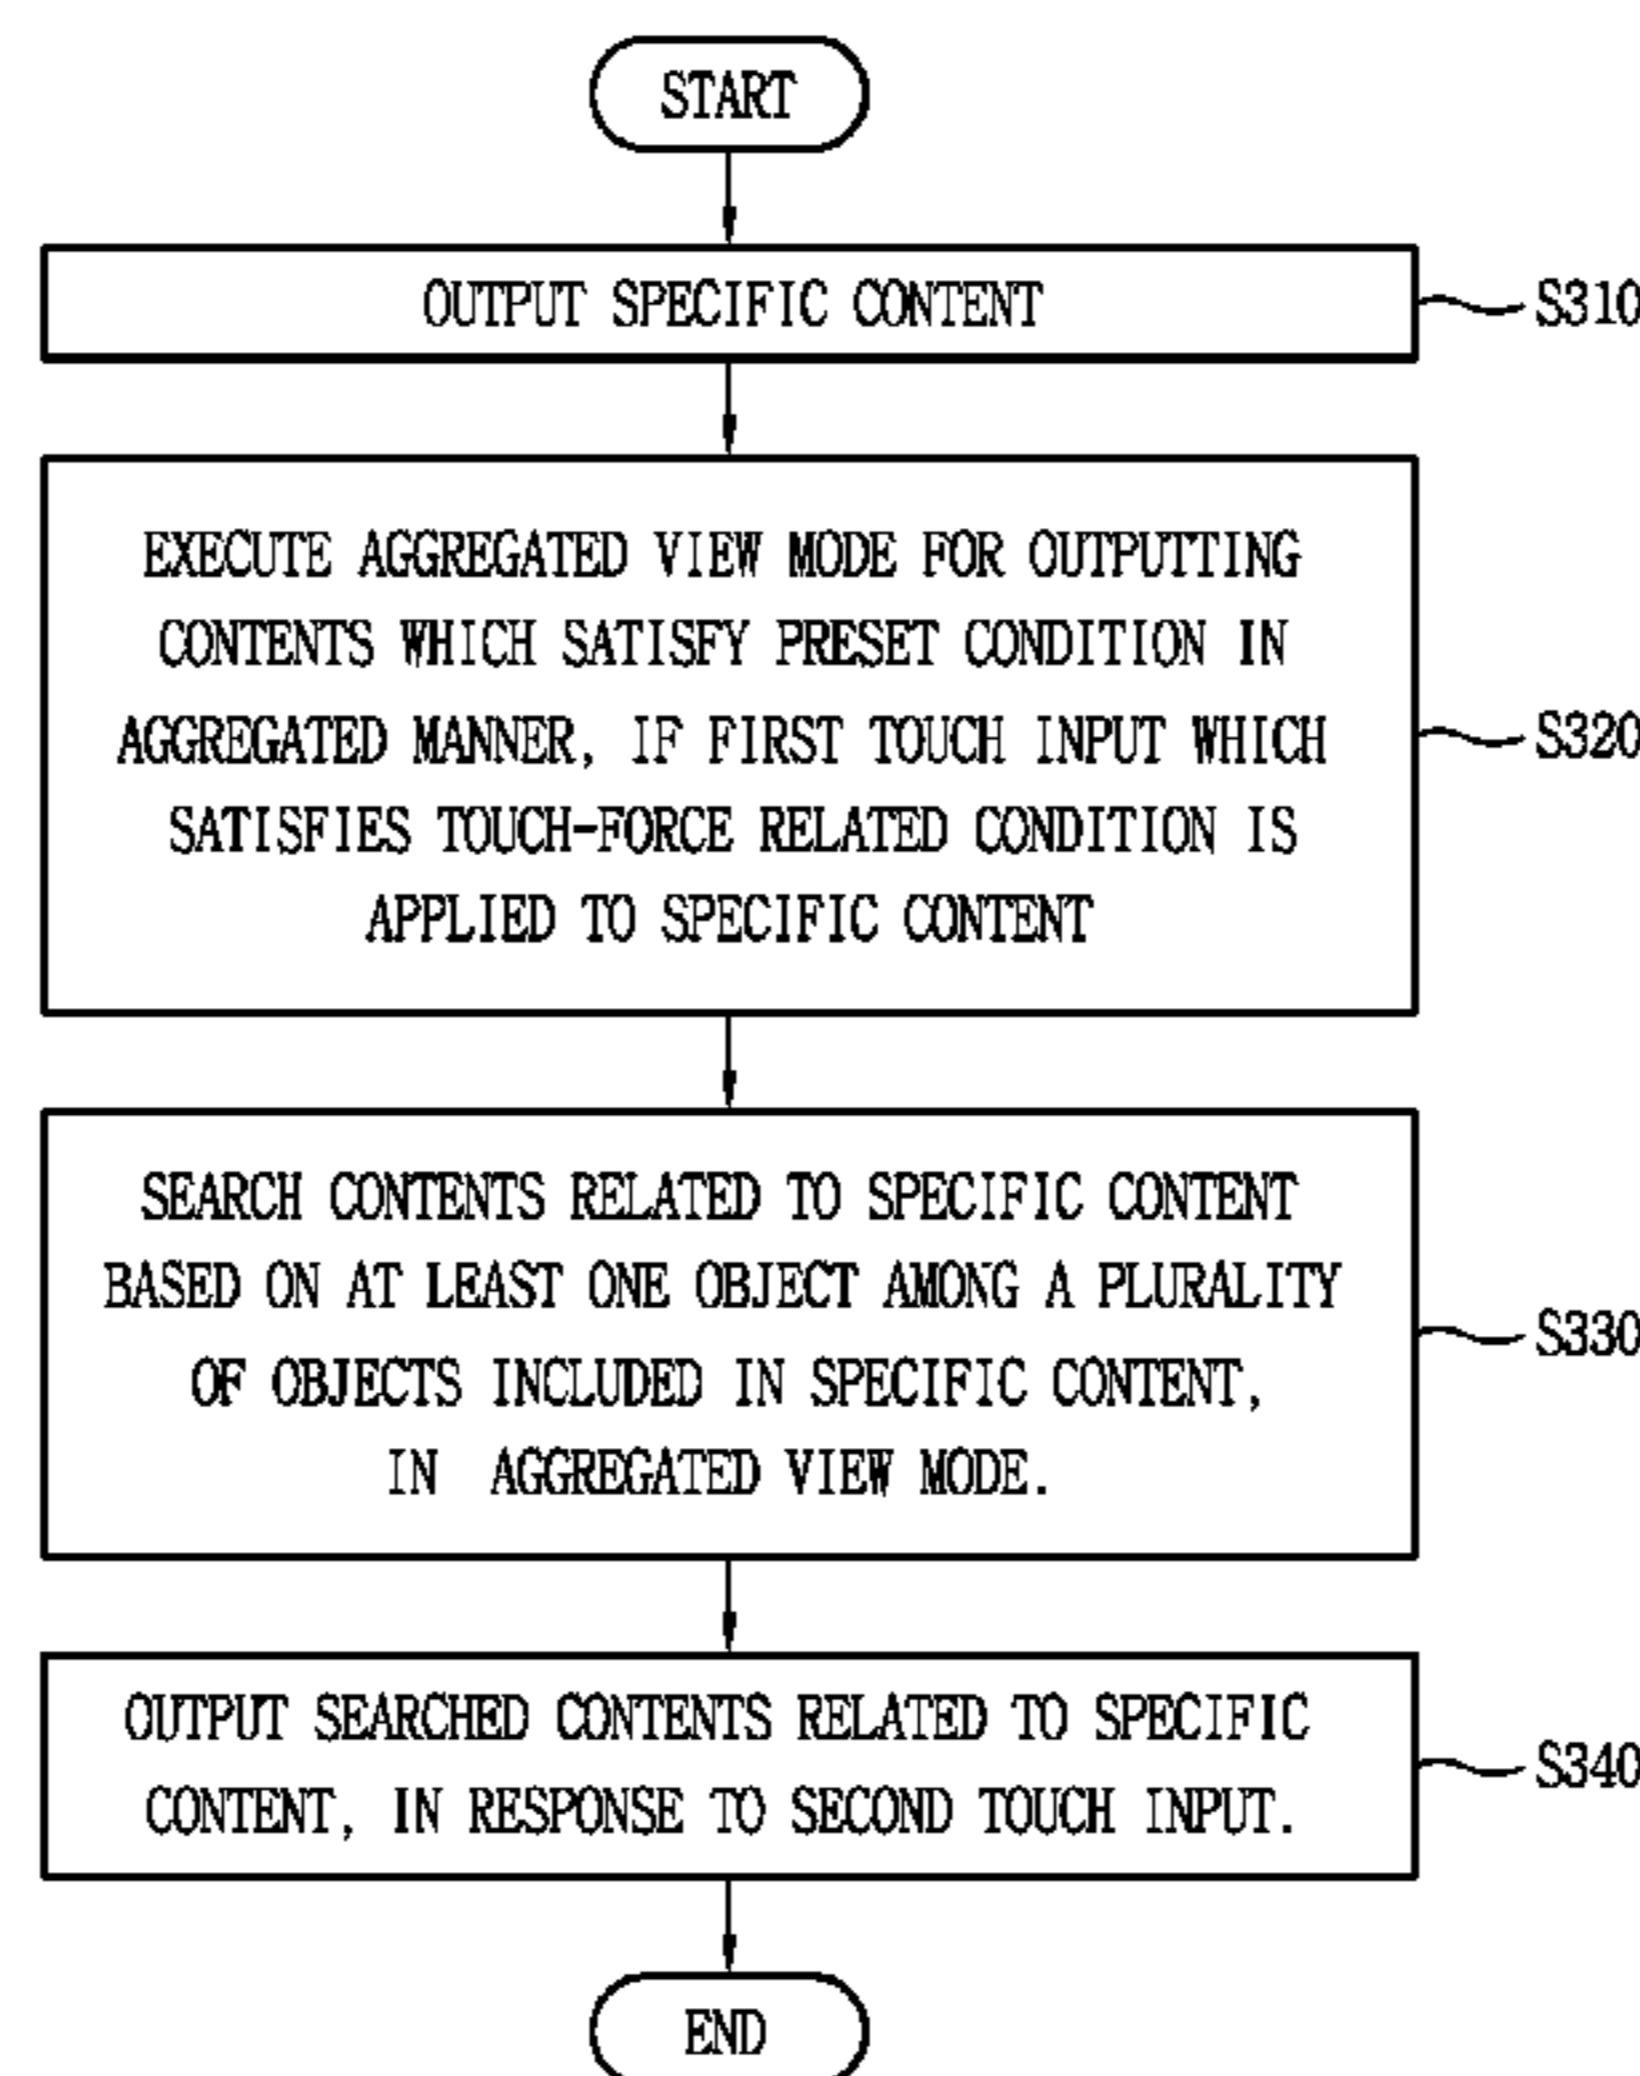 START
OUTPUT SPECIFIC CONTENT
S310
EXECUTE AGGREGATED VIEW MODE FOR OUTPUTTING
CONTENTS WHICH SATISFY PRESET CONDITION IN
AGGREGATED MANNER, IF FIRST TOUCH INPUT WHICH
SATISFIES TOUCH-FORCE RELATED CONDITION IS
APPLIED TO SPECIFIC CONTENT
S320
SEARCH CONTENTS RELATED TO SPECIFIC CONTENT
BASED ON AT LEAST ONE OBJECT AMONG A PLURALITY
OF OBJECTS INCLUDED IN SPECIFIC CONTENT,
IN AGGREGATED VIEW MODE.
S330
OUTPUT SEARCHED CONTENTS RELATED TO SPECIFIC
CONTENT, IN RESPONSE TO SECOND TOUCH INPUT.
S340
END